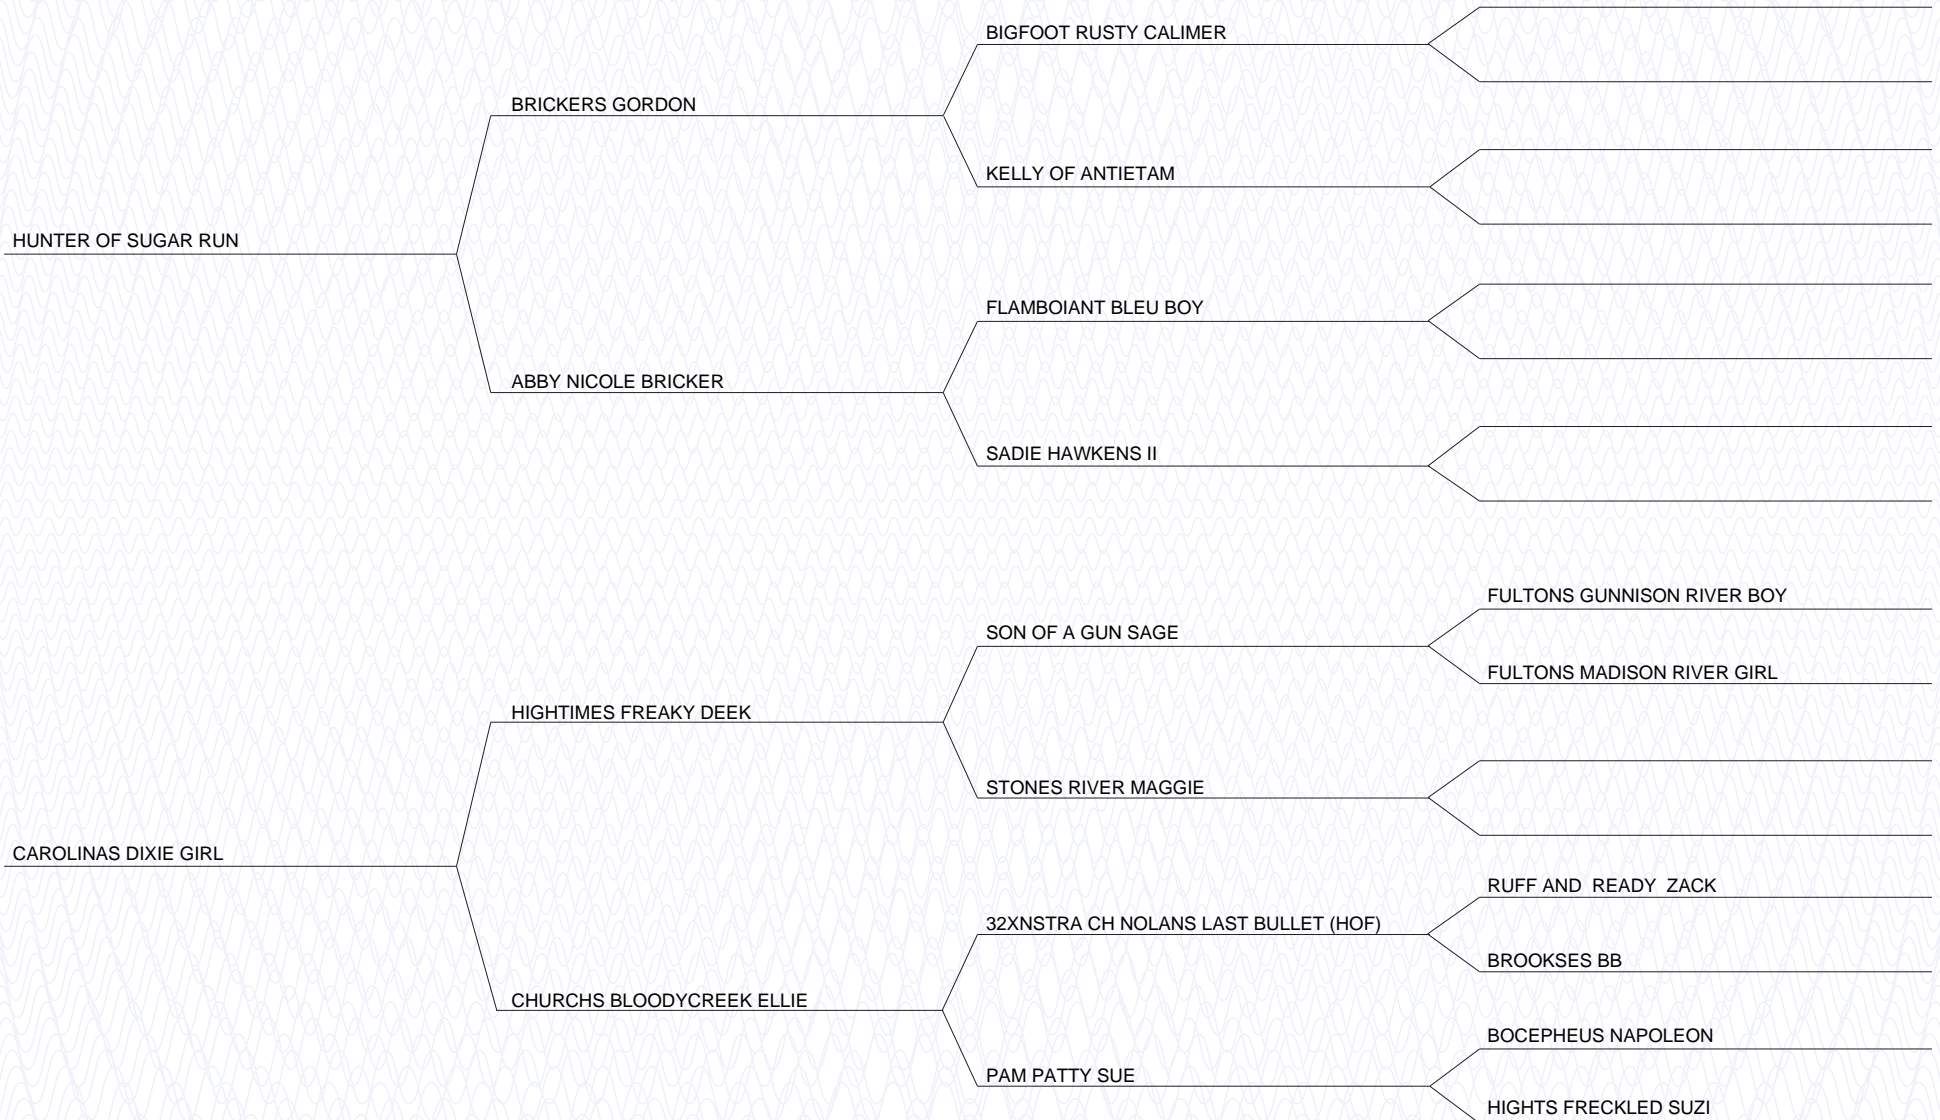 BIGFOOT RUSTY CALIMER
BRICKERS GORDON
KELLY OF ANTIETAM
HUNTER OF SUGAR RUN
FLAMBOIANT BLEU BOY
ABBY NICOLE BRICKER
SADIE HAWKENS II
FULTONS GUNNISON RIVER BOY
SON OF A GUN SAGE
FULTONS MADISON RIVER GIRL
HIGHTIMES FREAKY DEEK
STONES RIVER MAGGIE
CAROLINAS DIXIE GIRL
RUFF AND  READY  ZACK
32XNSTRA CH NOLANS LAST BULLET (HOF)
BROOKSES BB
CHURCHS BLOODYCREEK ELLIE
BOCEPHEUS NAPOLEON
PAM PATTY SUE
HIGHTS FRECKLED SUZI